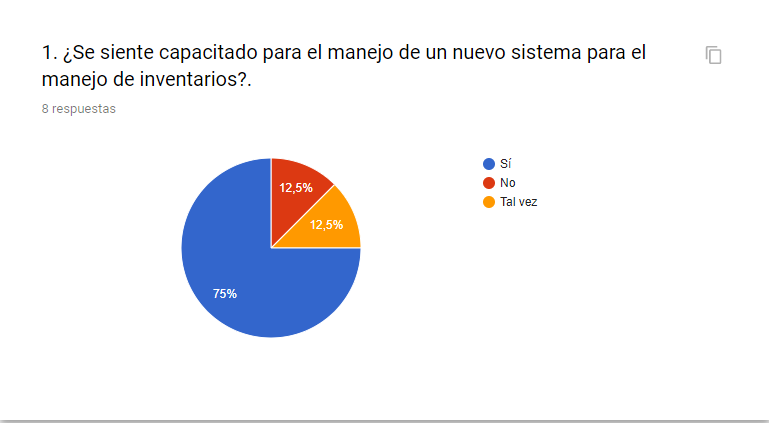 1. ¿Se siente capacitado para el manejo de un nuevo sistema para el
manejo de inventarios?.
8 respuestas
Sí
No
Tal vez
12,5%
12,5%
75%